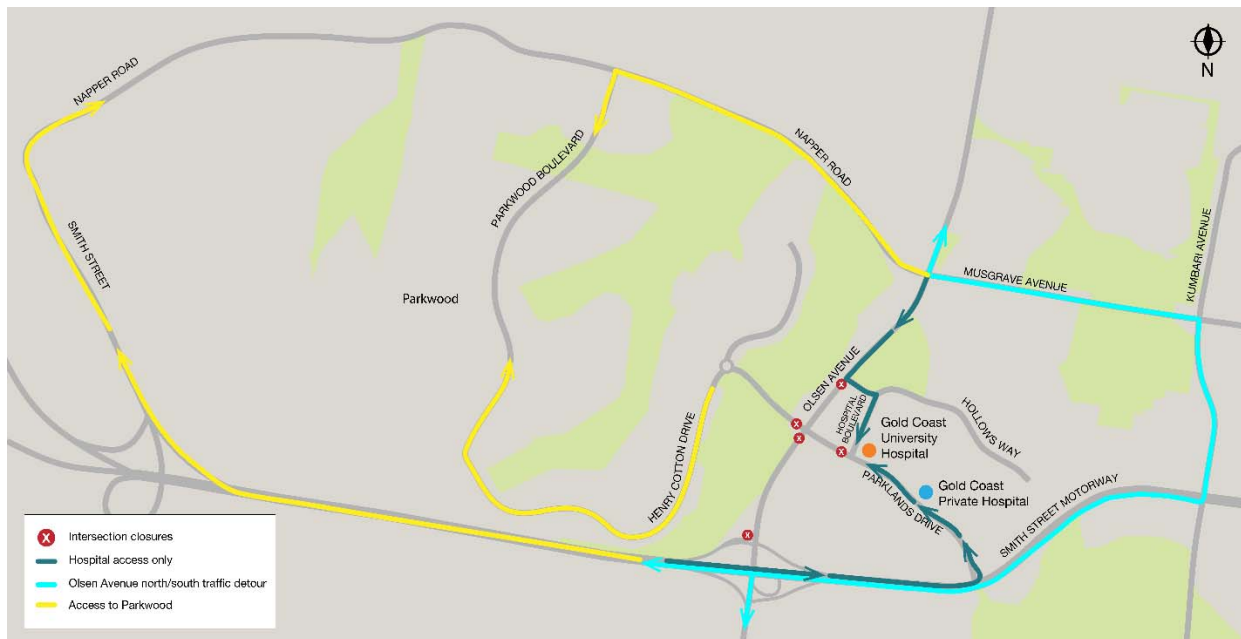 N
NAPPER ROAD
PARKWOOD BOULEVARD
NAPPER ROAD
SMITH STREET
KUMBARI AVENUE
MUSGRAVE AVENUE
Parkwood
OLSEN AVENUE
HOSPITAL
BOULEVARD
HOLLOWS WAY
Gold Coast
University
Hospital
HENRY COTTON DRIVE
Gold Coast
Private Hospital
PARKLANDS DRIVE
SMITH STREET MOTORWAY
X
X
X
X
X
X Intersection closures
Hospital access only
Olsen Avenue north/south traffic detour
Access to Parkwood